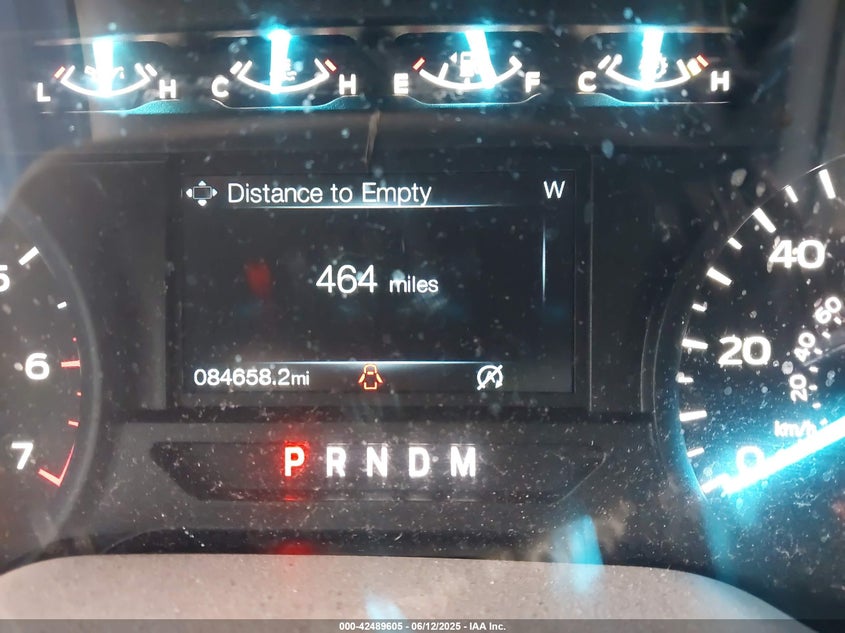 L H C H E F C H
Distance to Empty W
464 miles
084658.2mi
5
6
7
P R N D M
40
20
0
60
40
20
km/h
000-42489605 - 06/12/2025 - IAA Inc.